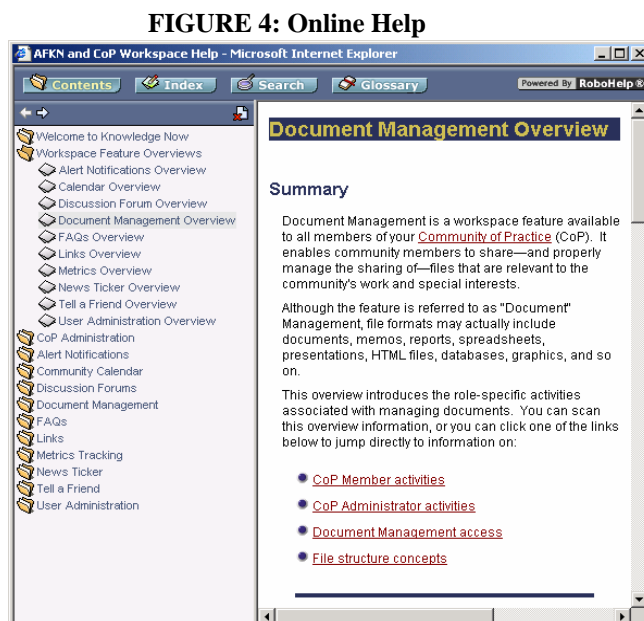 FIGURE 4: Online Help
AFKN and CoP Workspace Help - Microsoft Internet Explorer
Contents
Index
Search
Glossary
Powered By RoboHelp ®
Welcome to Knowledge Now
Workspace Feature Overviews
Alert Notifications Overview
Calendar Overview
Discussion Forum Overview
Document Management Overview
FAQs Overview
Links Overview
Metrics Overview
News Ticker Overview
Tell a Friend Overview
User Administration Overview
CoP Administration
Alert Notifications
Community Calendar
Discussion Forums
Document Management
FAQs
Links
Metrics Tracking
News Ticker
Tell a Friend
User Administration
Document Management Overview
Summary
Document Management is a workspace feature available
to all members of your Community of Practice (CoP). It
enables community members to share—and properly
manage the sharing of—files that are relevant to the
community's work and special interests.
Although the feature is referred to as "Document"
Management, file formats may actually include
documents, memos, reports, spreadsheets,
presentations, HTML files, databases, graphics, and so
on.
This overview introduces the role-specific activities
associated with managing documents. You can scan
this overview information, or you can click one of the links
below to jump directly to information on:
CoP Member activities
CoP Administrator activities
Document Management access
File structure concepts